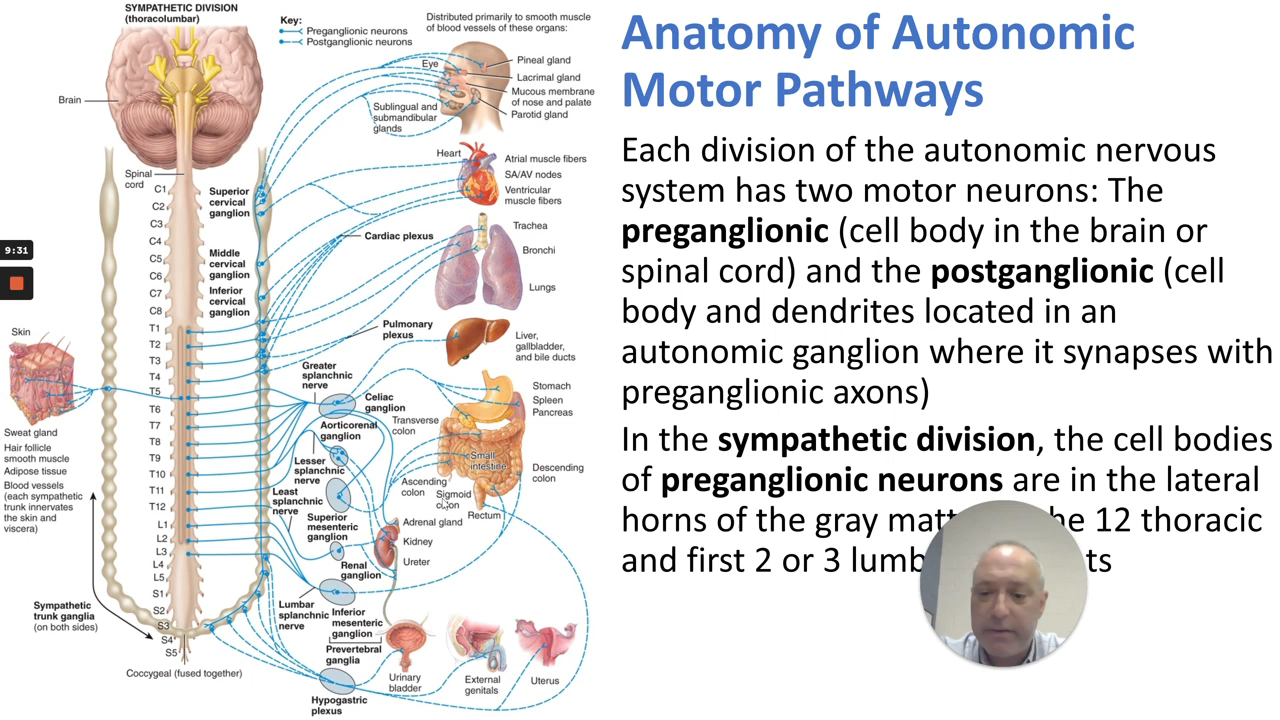 SYMPATHETIC DIVISION
(thoracolumbar)
Key:
Preganglionic neurons
Postganglionic neurons
Distributed primarily to smooth muscle
of blood vessels of these organs:
Eye
Pineal gland
Lacrimal gland
Mucous membrane
of nose and palate
Parotid gland
Sublingual and
submandibular
glands
Brain
Spinal
cord
C1
C2
C3
C4
C5
C6
C7
C8
T1
T2
T3
T4
T5
T6
T7
T8
T9
T10
T11
T12
L1
L2
L3
L4
L5
S1
S2
S3
S4
S5
Superior
cervical
ganglion
Middle
cervical
ganglion
Inferior
cervical
ganglion
Heart
Atrial muscle fibers
SA/AV nodes
Ventricular
muscle fibers
Cardiac plexus
Trachea
Bronchi
Lungs
Pulmonary
plexus
Liver,
gallbladder,
and bile ducts
Greater
splanchnic
nerve
Celiac
ganglion
Stomach
Spleen
Pancreas
Transverse
colon
Aorticorenal
ganglion
Small
intestine
Lesser
splanchnic
nerve
Descending
colon
Ascending
colon
Sigmoid
colon
Rectum
Least
splanchnic
nerve
Superior
mesenteric
ganglion
Adrenal gland
Kidney
Ureter
Renal
ganglion
Lumbar
splanchnic
nerve
Inferior
mesenteric
ganglion
Prevertebral
ganglia
Urinary
bladder
External
genitals
Uterus
Hypogastric
plexus
9:31
Skin
Sweat gland
Hair follicle
smooth muscle
Adipose tissue
Blood vessels
(each sympathetic
trunk innervates
the skin and
viscera)
Sympathetic
trunk ganglia
(on both sides)
Coccygeal (fused together)
Anatomy of Autonomic
Motor Pathways
Each division of the autonomic nervous
system has two motor neurons: The
preganglionic (cell body in the brain or
spinal cord) and the postganglionic (cell
body and dendrites located in an
autonomic ganglion where it synapses with
preganglionic axons)
In the sympathetic division, the cell bodies
of preganglionic neurons are in the lateral
horns of the gray he 12 thoracic
and first 2 or 3